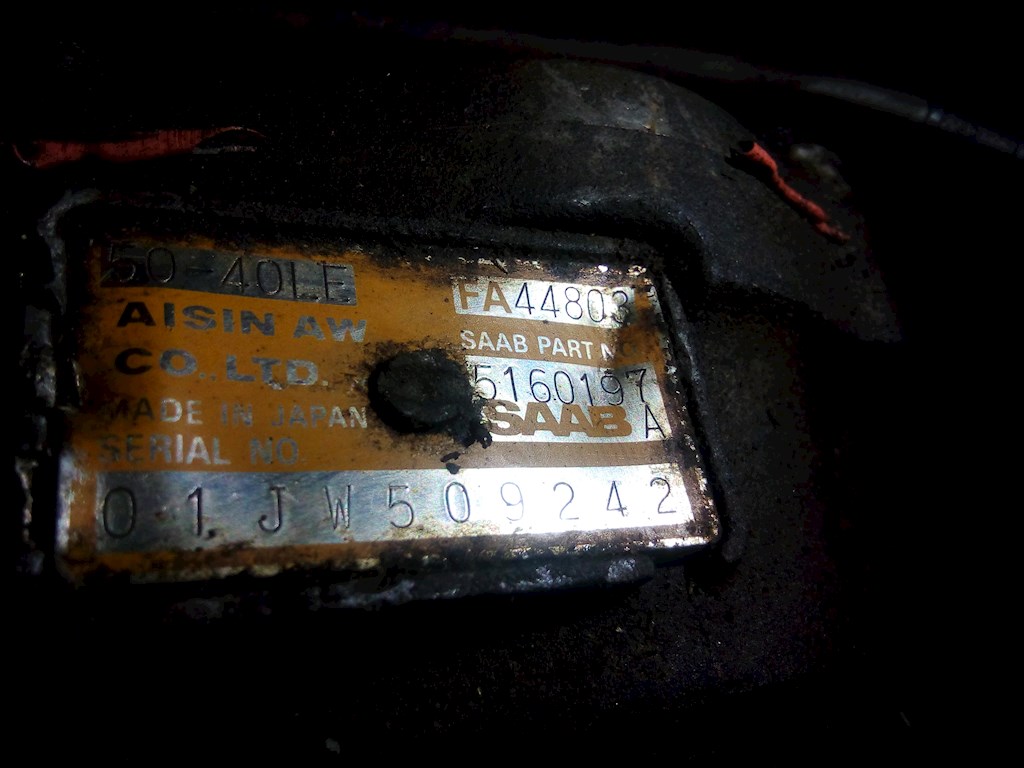 50-40LE
AISIN AW
CO., LTD.
MADE IN JAPAN
SERIAL NO
01JW509242
FA44803
SAAB PART
5160197
SAAB A